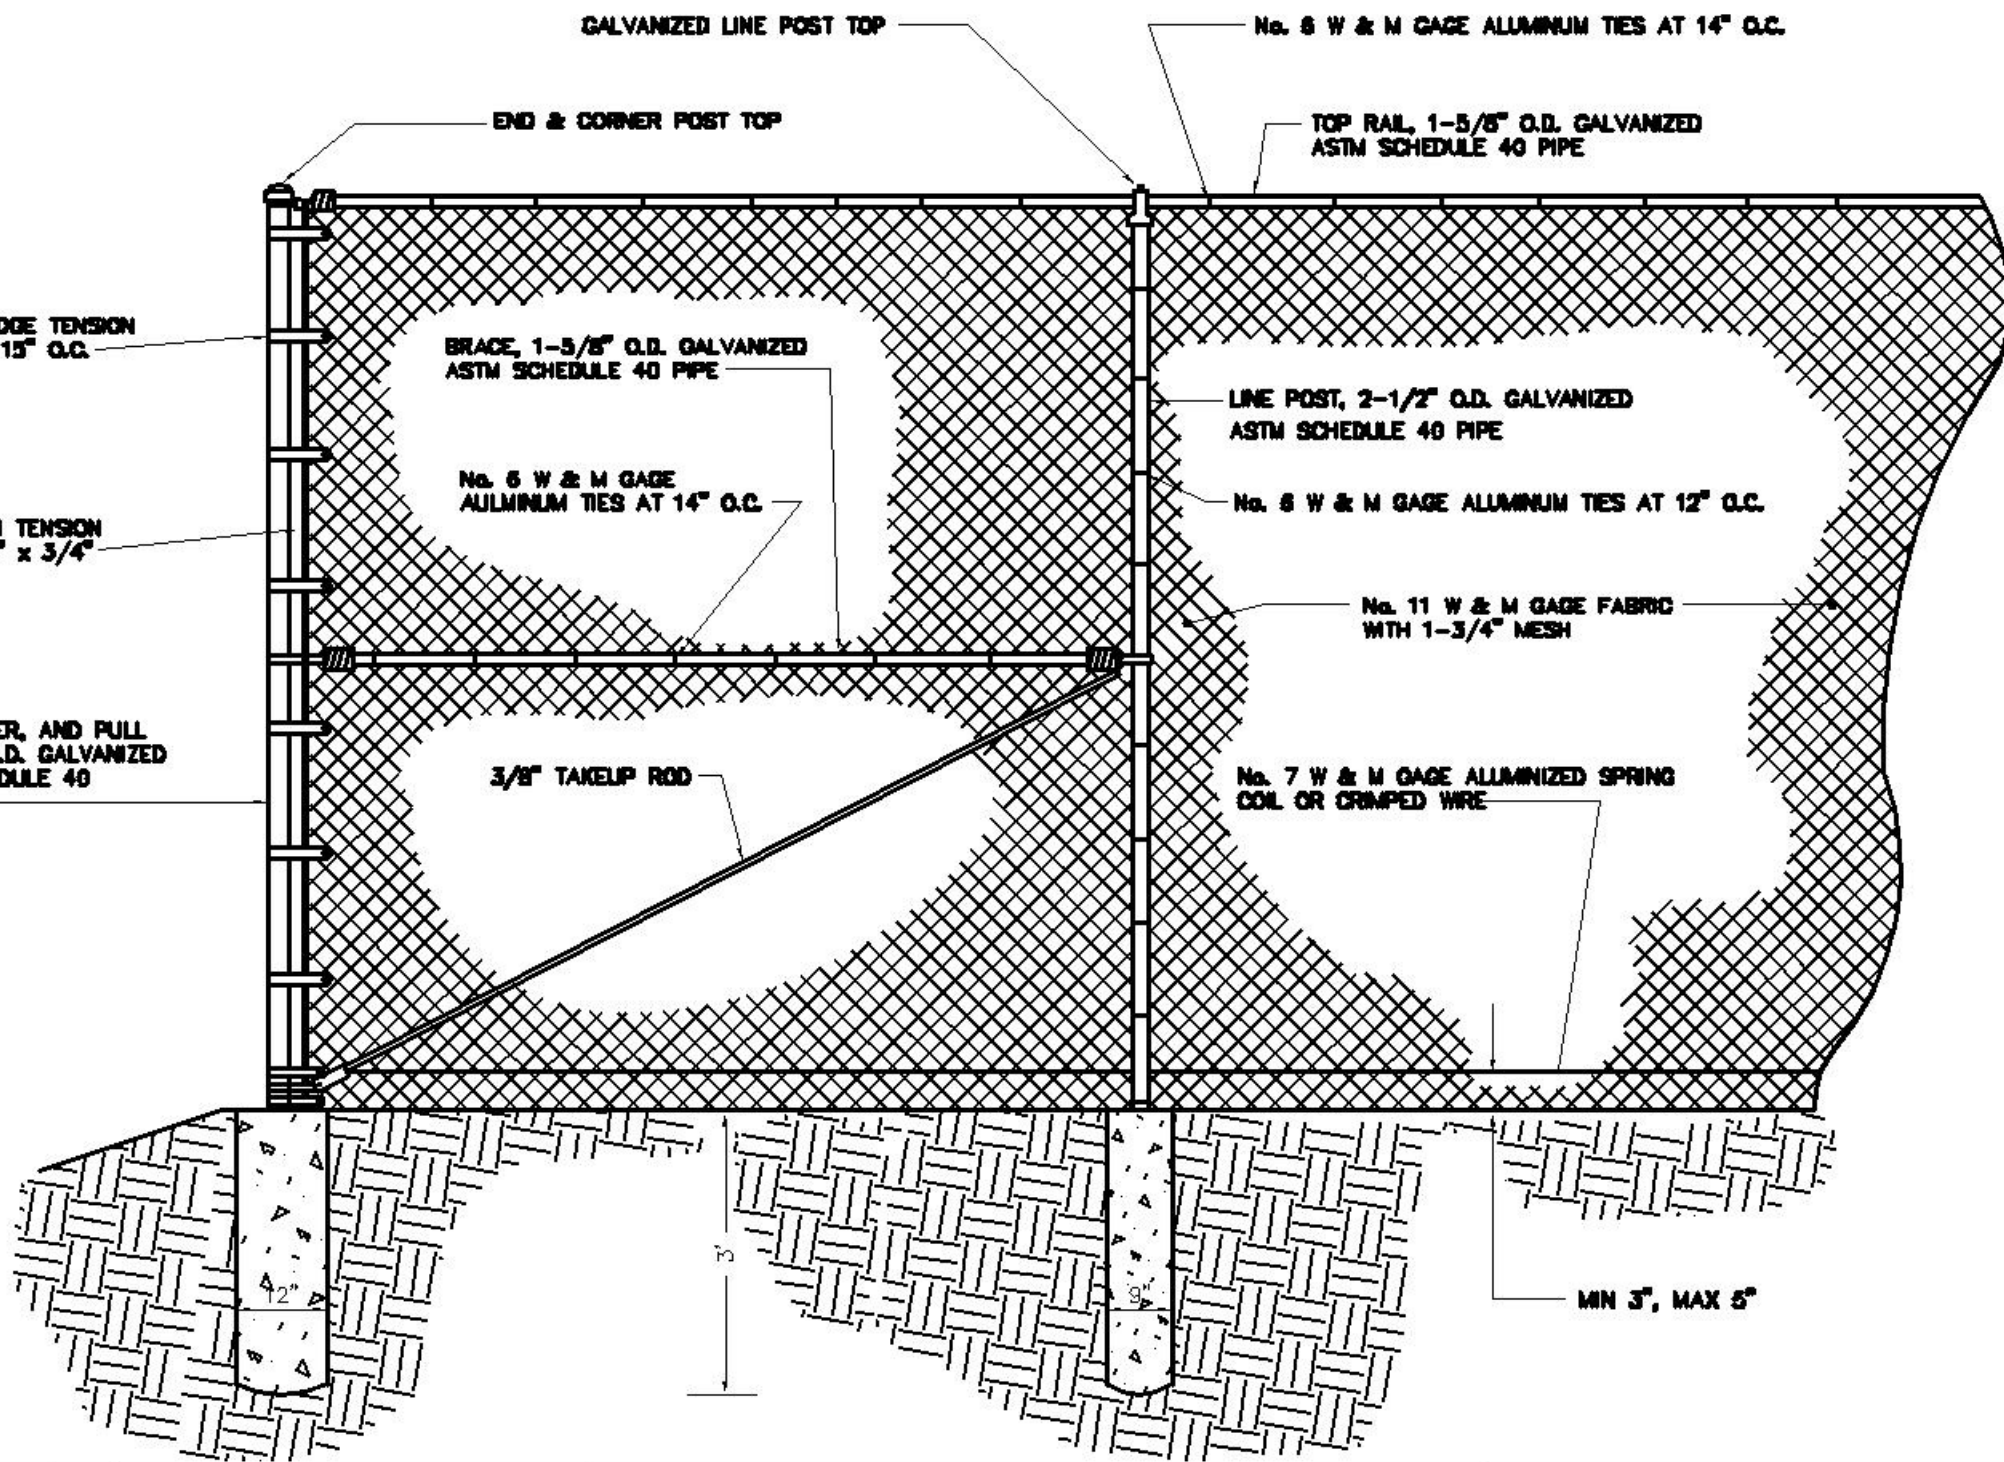 GALVANIZED LINE POST TOP
No. 6 W & M GAGE ALUMINUM TIES AT 14" O.C.
END & CORNER POST TOP
TOP RAIL, 1-5/8" O.D. GALVANIZED
ASTM SCHEDULE 40 PIPE
TENSION
15" O.C.
BRACE, 1-5/8" O.D. GALVANIZED
ASTM SCHEDULE 40 PIPE
LINE POST, 2-1/2" O.D. GALVANIZED
ASTM SCHEDULE 40 PIPE
No. 6 W & M GAGE
AULMINUM TIES AT 14" O.C.
No. 6 W & M GAGE ALUMINUM TIES AT 12" O.C.
TENSION
x 3/4"
No. 11 W & M GAGE FABRIC
WITH 1-3/4" MESH
AND PULL
GALVANIZED
40
3/8" TAKEUP ROD
No. 7 W & M GAGE ALUMINIZED SPRING
COIL OR CRIMPED WIRE
3'
12"
9"
MIN 3", MAX 5"